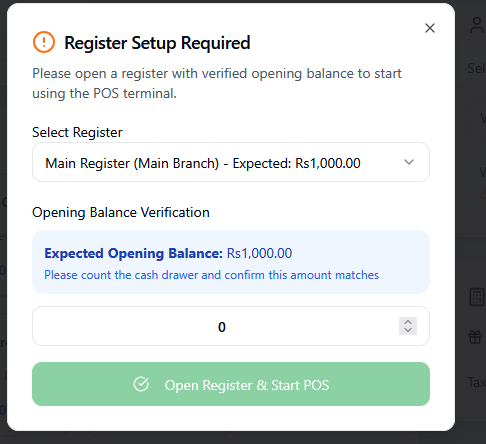 Register Setup Required
Please open a register with verified opening balance to start
using the POS terminal.
Select Register
Main Register (Main Branch) - Expected: Rs1,000.00
Opening Balance Verification
Expected Opening Balance: Rs1,000.00
Please count the cash drawer and confirm this amount matches
0
Open Register & Start POS
Sel
Tax